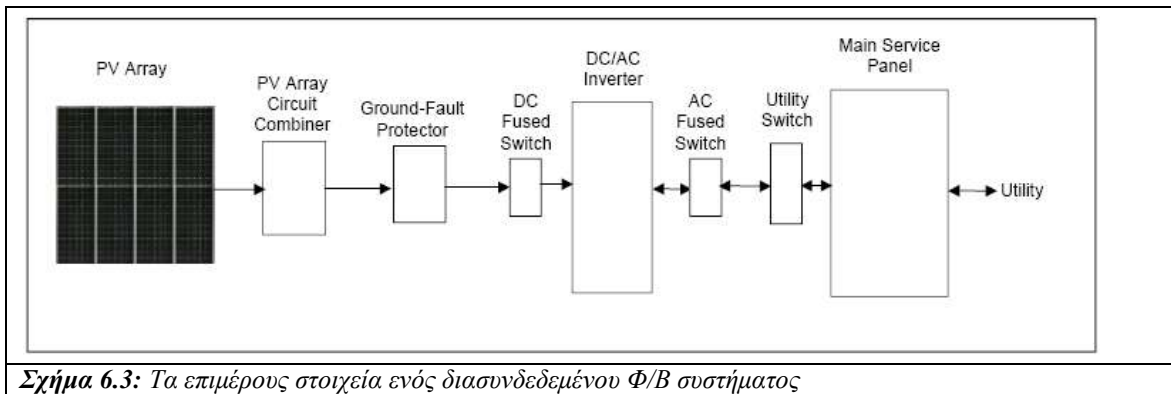 PV Array
PV Array
Circuit
Combiner
Ground-Fault
Protector
DC
Fused
Switch
DC/AC
Inverter
AC
Fused
Switch
Utility
Switch
Main Service
Panel
Utility
Σχήμα 6.3: Τα επιμέρους στοιχεία ενός διασυνδεδεμένου Φ/Β συστήματος